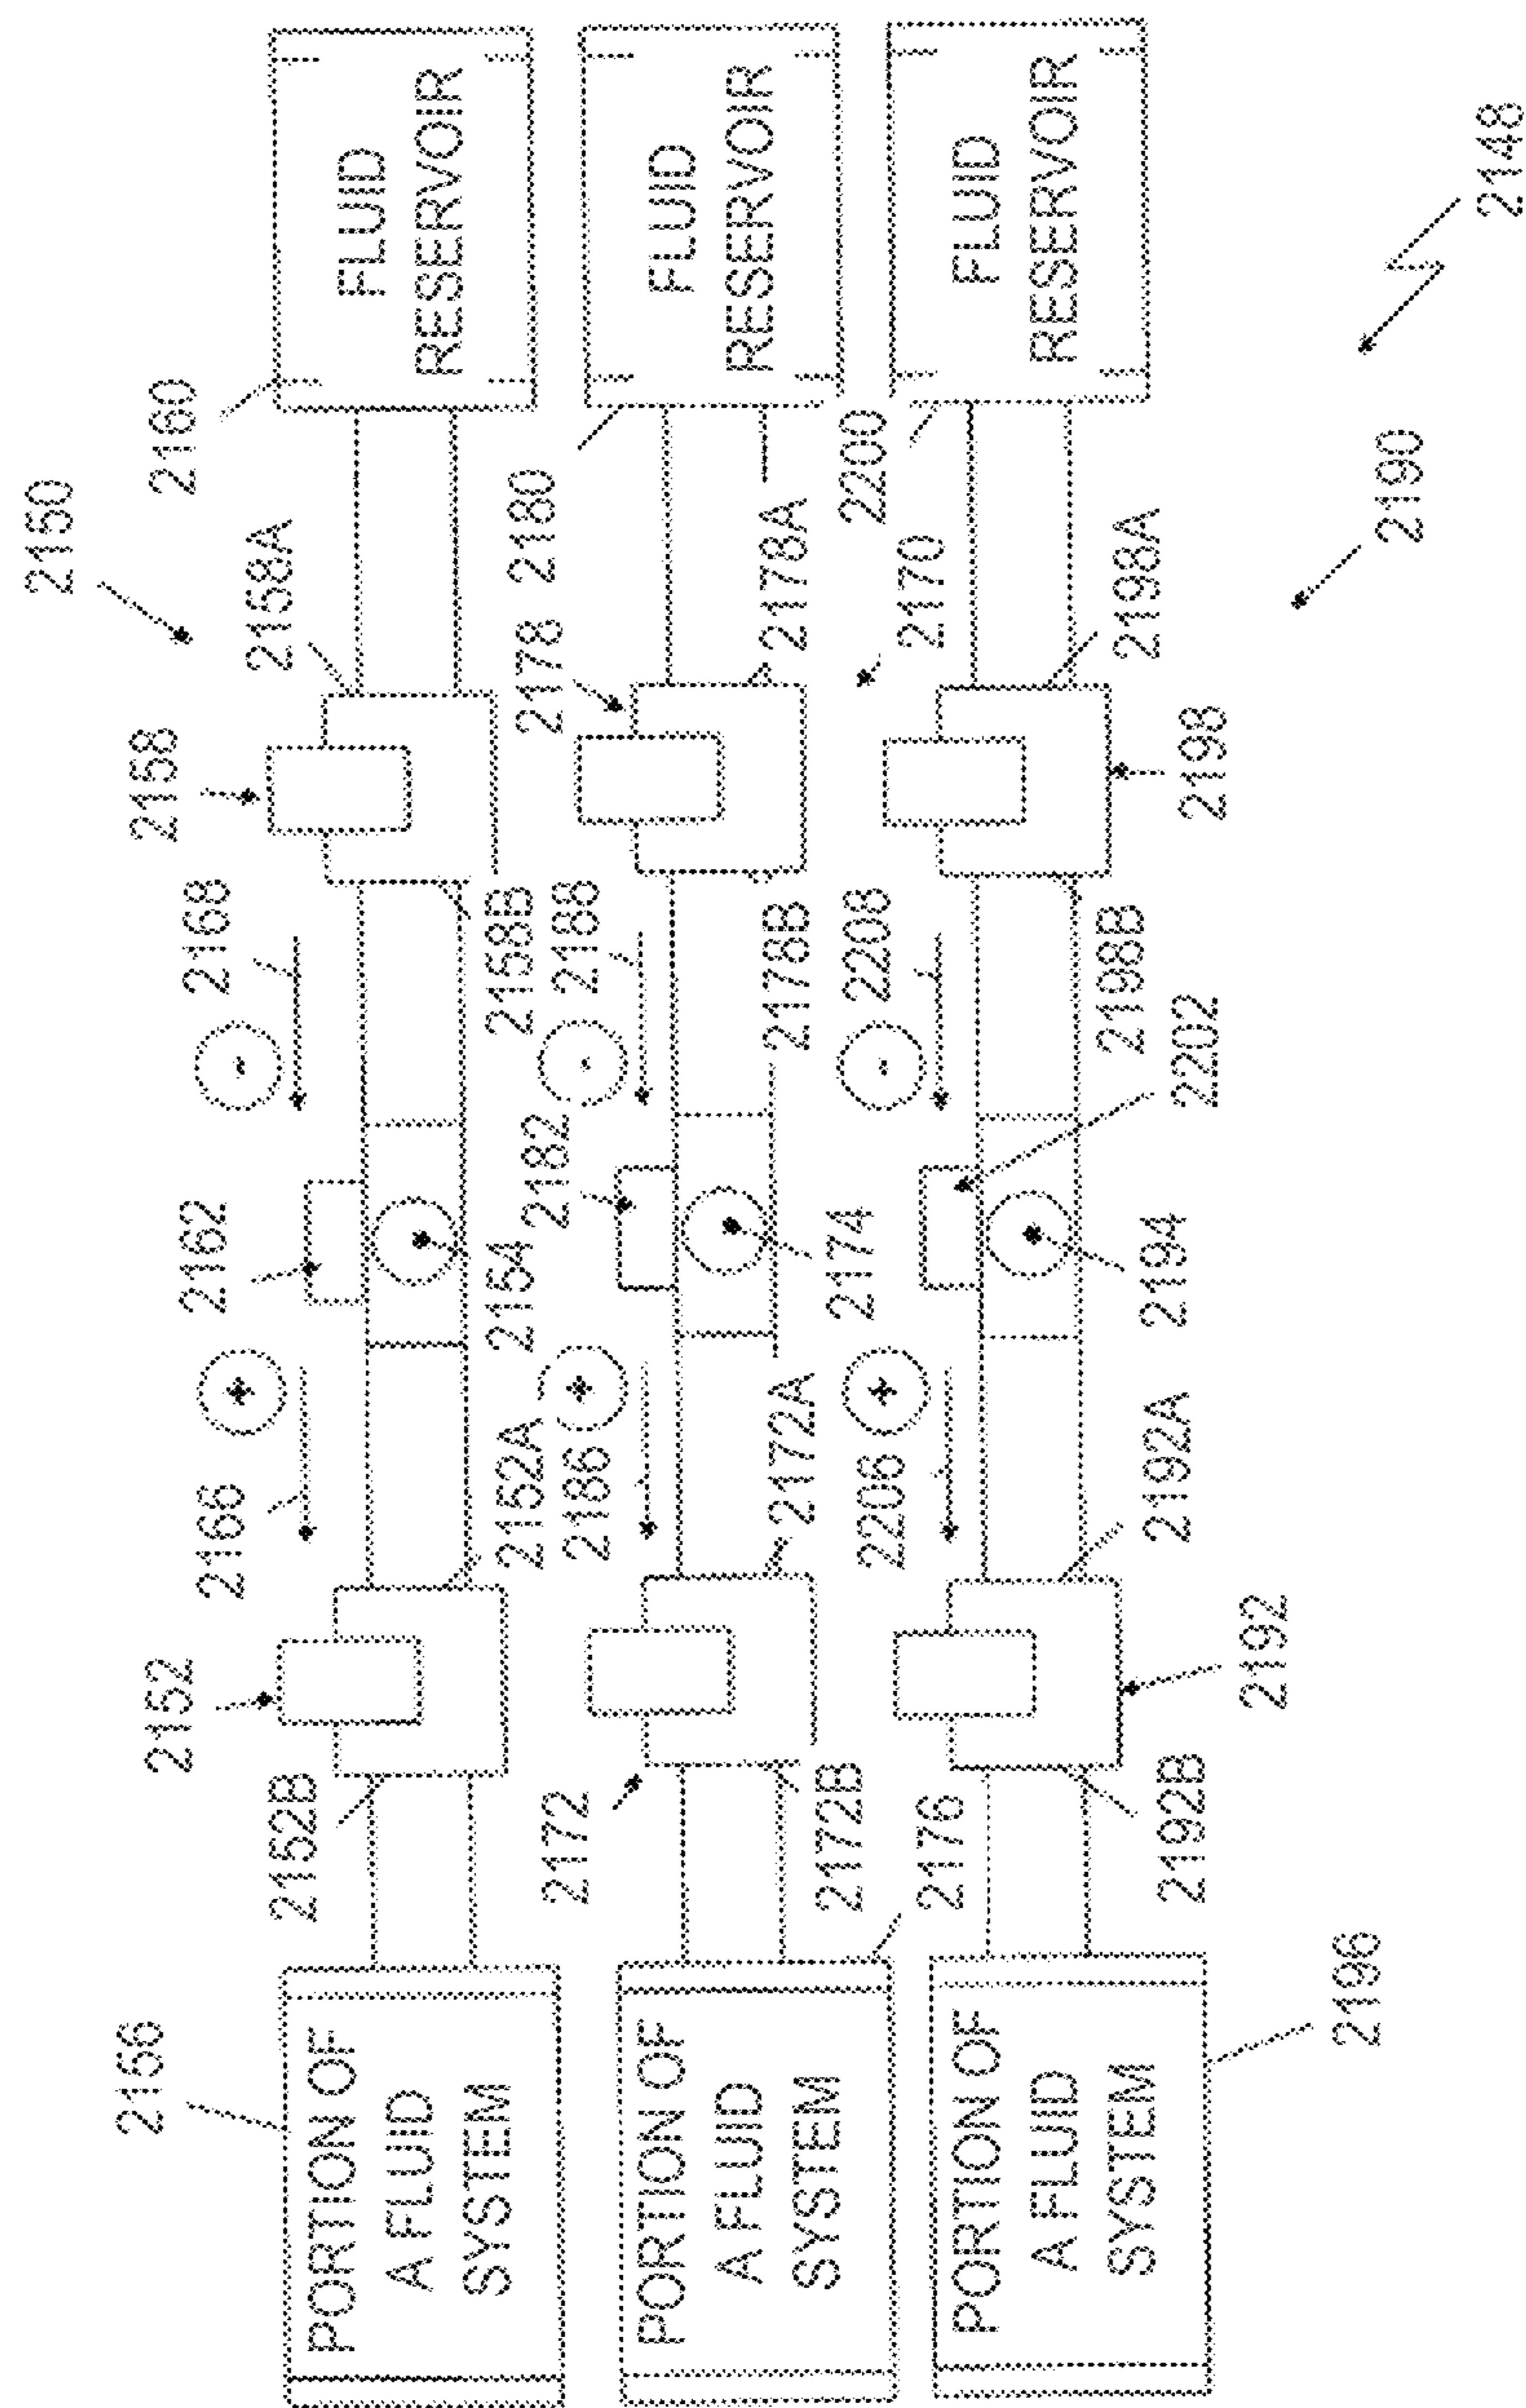 2150
2160
2158A
2158
2168
2162
2166
2152
2152B
2156
FLUID
RESERVOIR
2158B
2154
2152A
PORTION OF
A FLUID
SYSTEM
2180
2178
2188
2182
2186
2172
FLUID
RESERVOIR
2178A
2178B
2174
2172A
2172B
PORTION OF
A FLUID
SYSTEM
2200
2170
2208
2206
2176
FLUID
RESERVOIR
2198A
2198
2198B
2202
2194
2192A
2192
2192B
PORTION OF
A FLUID
SYSTEM
2196
2190
2148